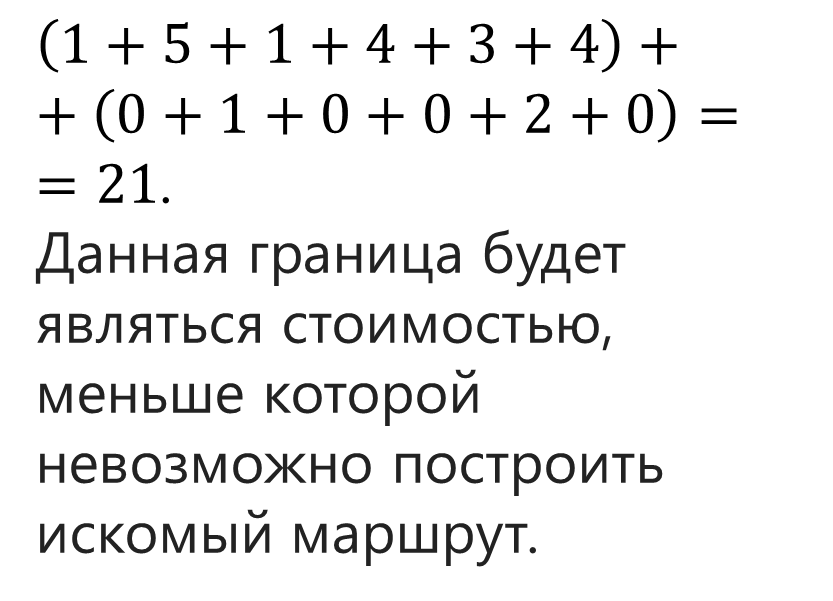 (1 + 5 + 1 + 4 + 3 + 4) +
+ (0 + 1 + 0 + 0 + 2 + 0) =
= 21.
Данная граница будет
являться стоимостью,
меньше которой
невозможно построить
искомый маршрут.